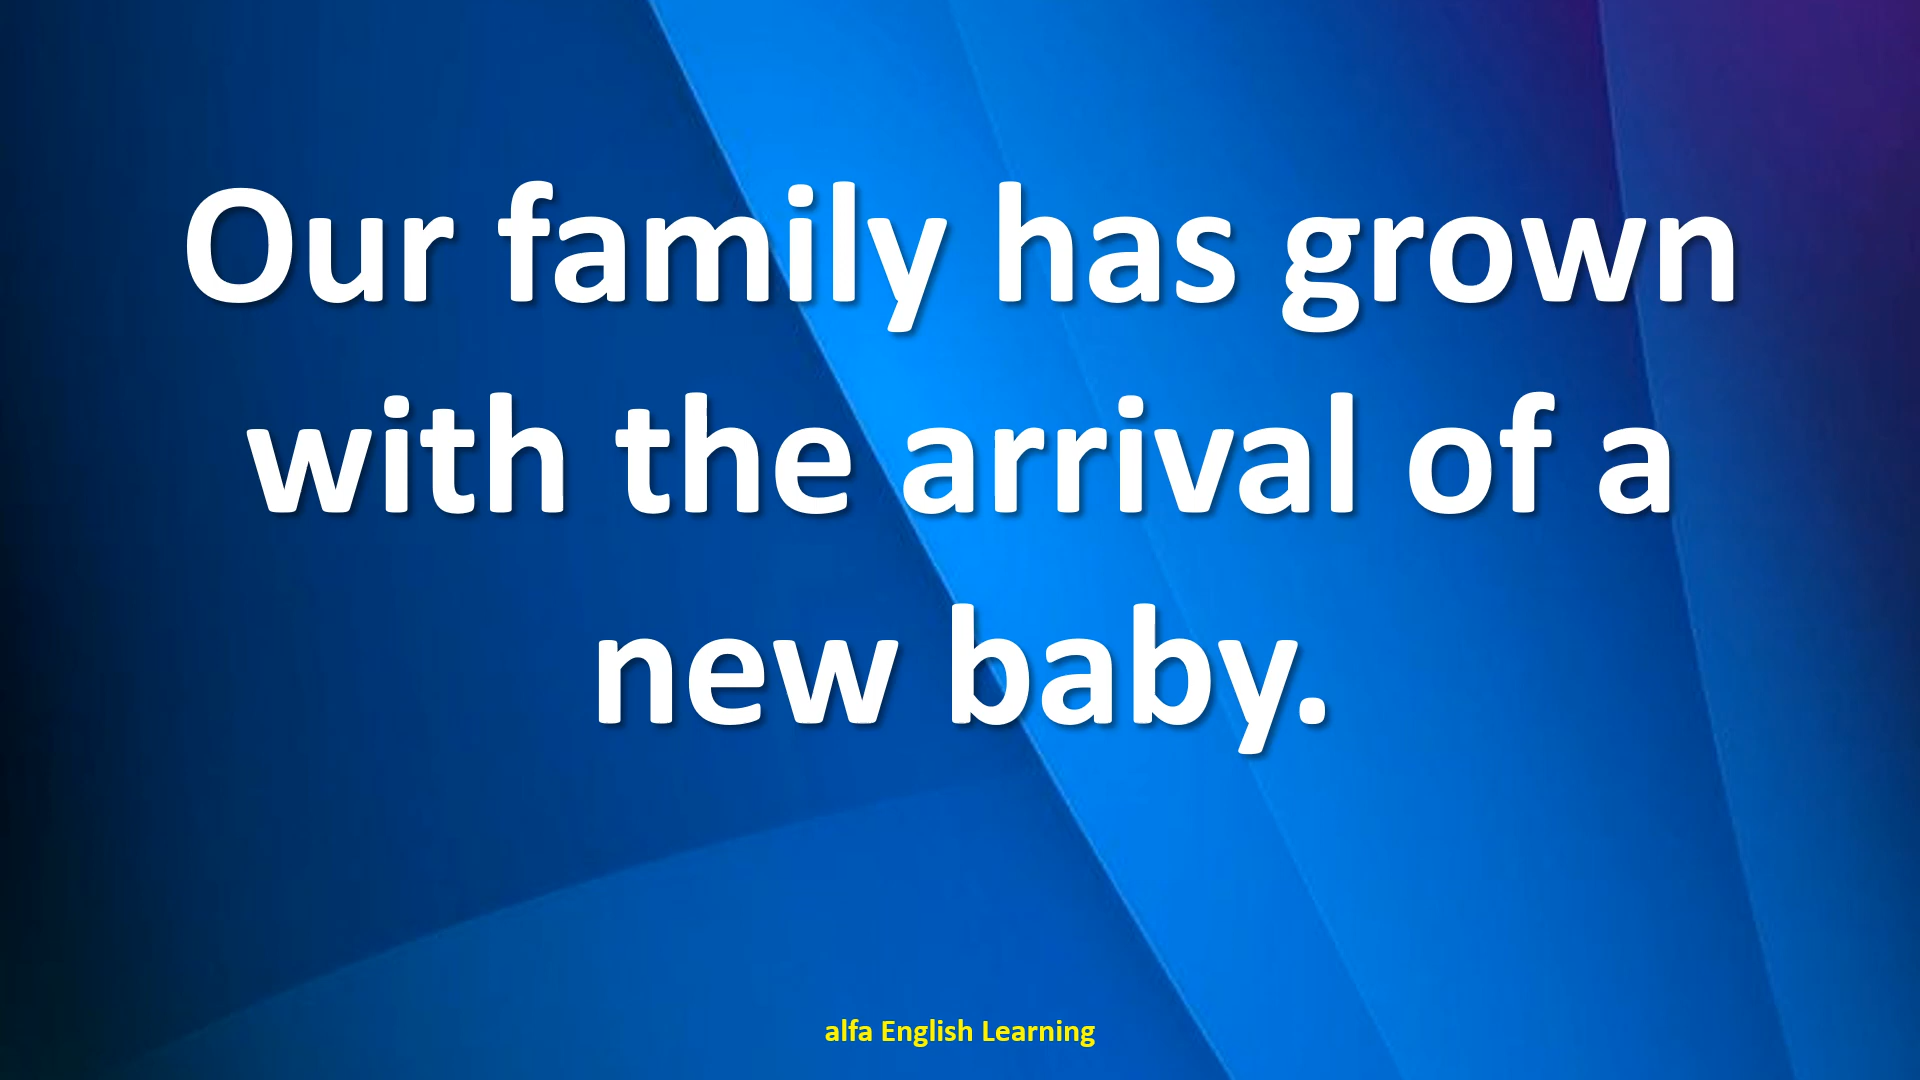 Our family has grown
with the arrival of a
new baby.
alfa English Learning